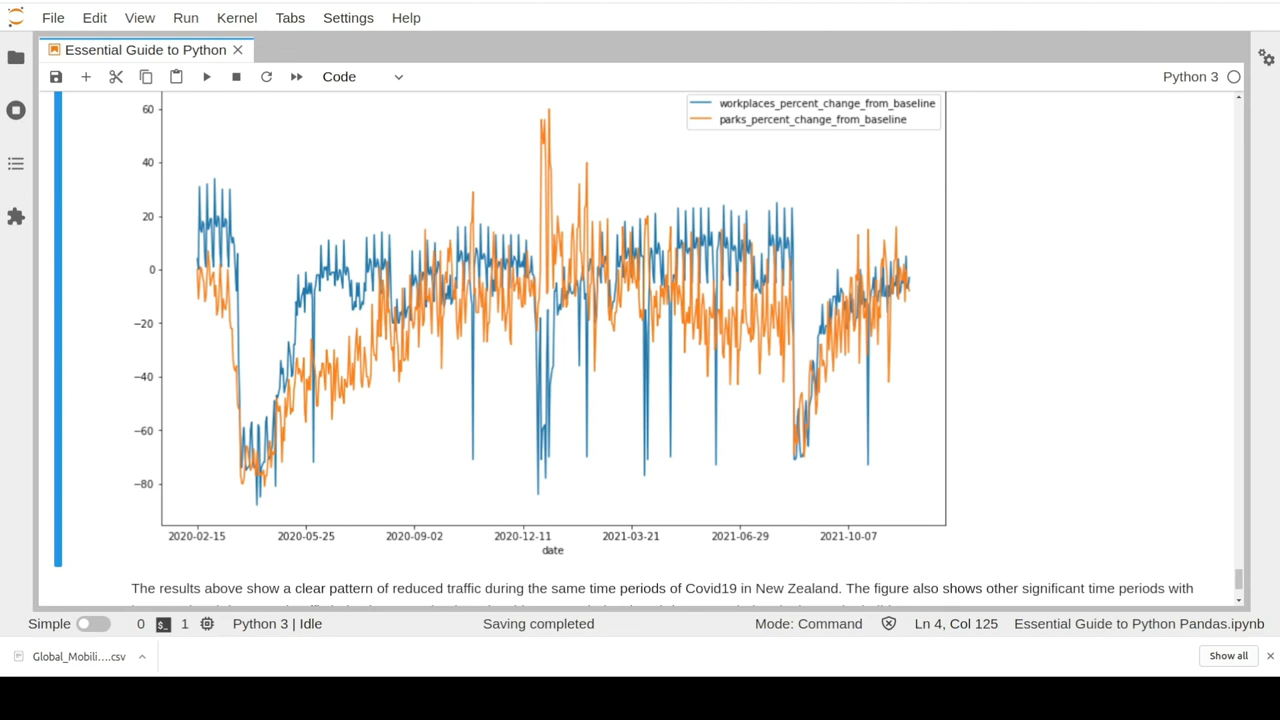 File Edit View Run Kernel Tabs Settings Help
Essential Guide to Python
Code
Python 3
workplaces_percent_change_from_baseline
parks_percent_change_from_baseline
60
40
20
0
−20
−40
−60
−80
2020-02-15 2020-05-25 2020-09-02 2020-12-11 2021-03-21 2021-06-29 2021-10-07
date
The results above show a clear pattern of reduced traffic during the same time periods of Covid19 in New Zealand. The figure also shows other significant time periods with
Simple 0 $_ 1 Python 3 | Idle Saving completed Mode: Command Ln 4, Col 125 Essential Guide to Python Pandas.ipynb
Global_Mobili....csv Show all